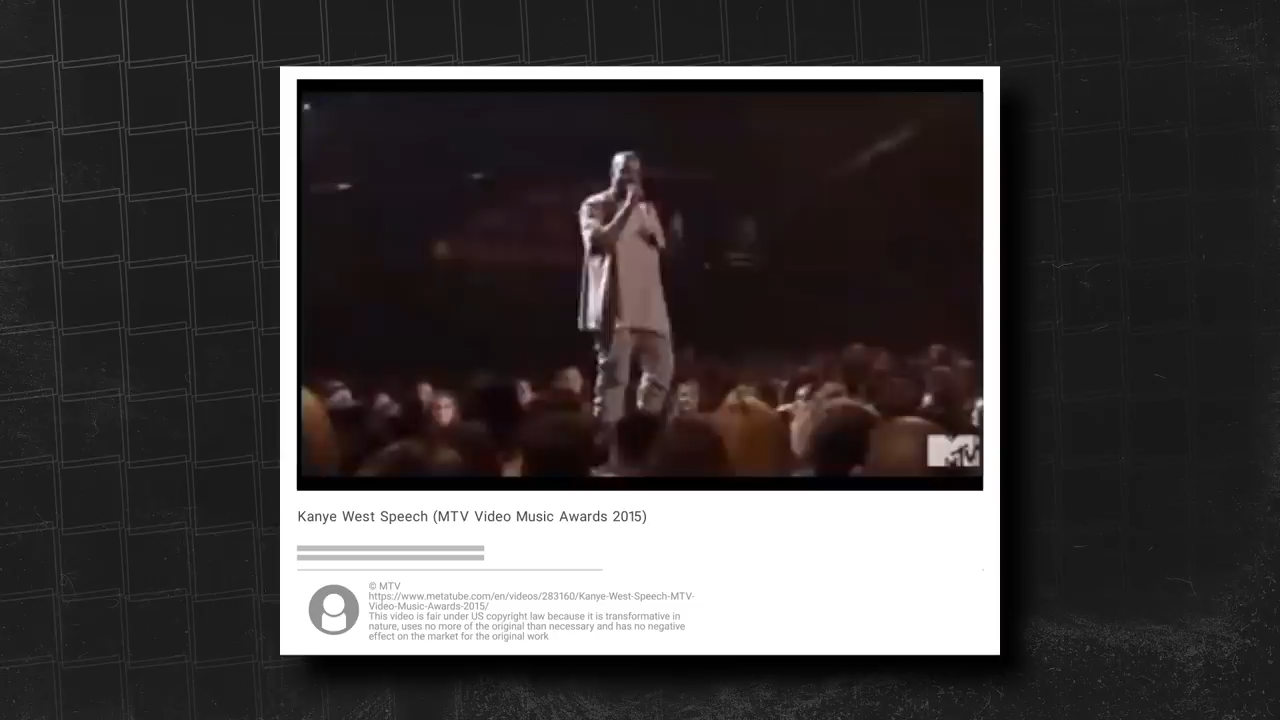 MTV
Kanye West Speech (MTV Video Music Awards 2015)
© MTV
https://www.metatube.com/en/videos/283160/Kanye-West-Speech-MTV-
Video-Music-Awards-2015/
This video is fair under US copyright law because it is transformative in
nature, uses no more of the original than necessary and has no negative
effect on the market for the original work